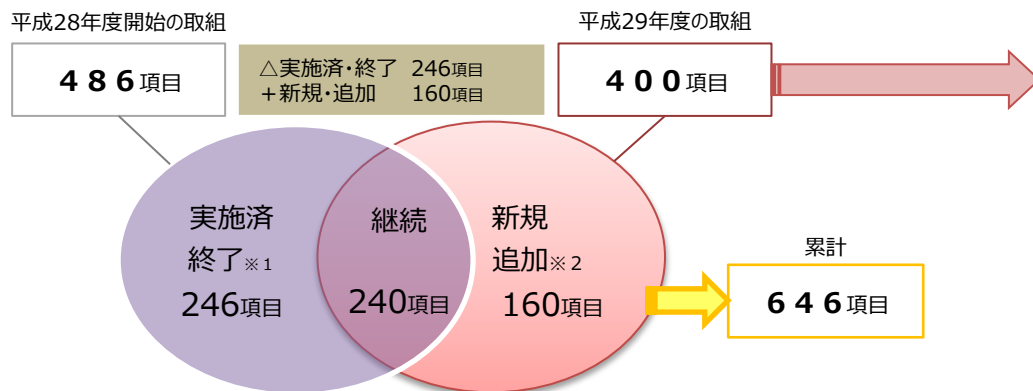 平成28年度開始の取組
486項目
△実施済・終了 246項目
+新規・追加 160項目
平成29年度の取組
400項目
実施済
終了※1
246項目
継続
240項目
新規
追加※2
160項目
累計
646項目